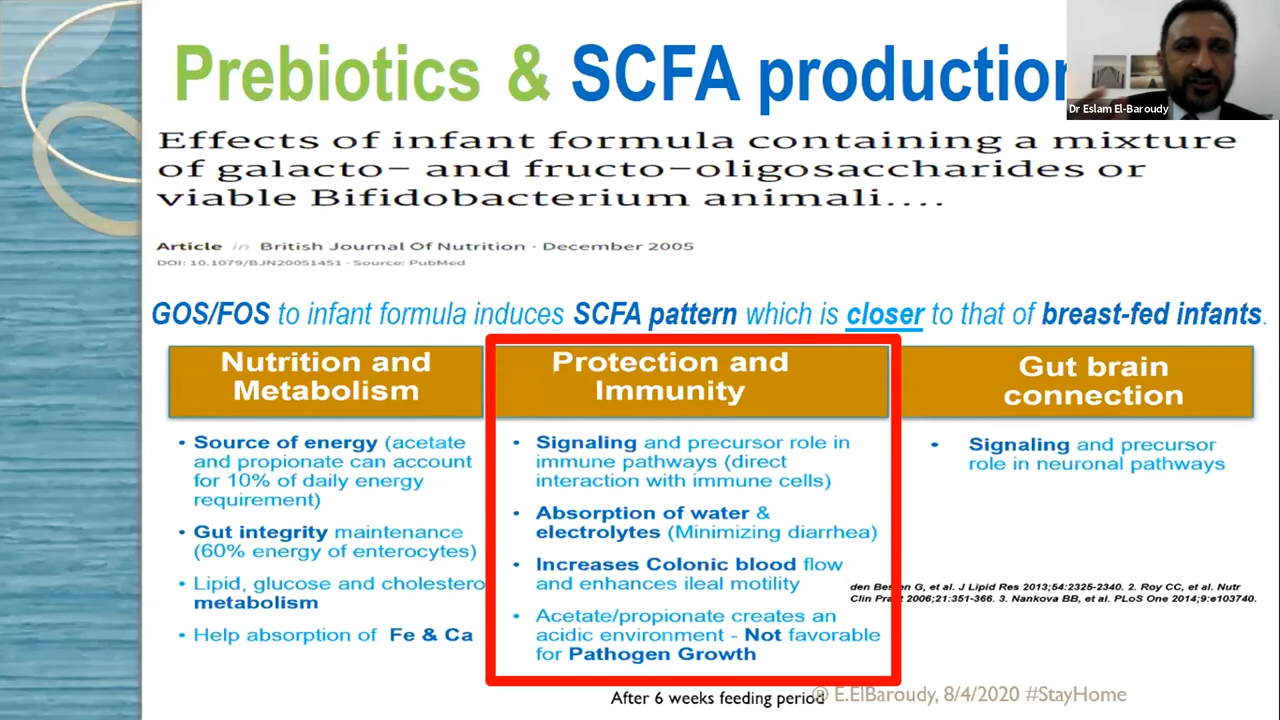 Prebiotics & SCFA production
Dr Eslam El-Baroudy
Effects of infant formula containing a mixture
of galacto- and fructo-oligosaccharides or
viable Bifidobacterium animali....
Article in British Journal Of Nutrition · December 2005
DOI: 10.1079/BJN20051451 · Source: PubMed
GOS/FOS to infant formula induces SCFA pattern which is closer to that of breast-fed infants.
Nutrition and
Metabolism
• Source of energy (acetate
and propionate can account
for 10% of daily energy
requirement)
• Gut integrity maintenance
(60% energy of enterocytes)
• Lipid, glucose and cholestero
metabolism
• Help absorption of Fe & Ca
Protection and
Immunity
• Signaling and precursor role in
immune pathways (direct
interaction with immune cells)
• Absorption of water &
electrolytes (Minimizing diarrhea)
• Increases Colonic blood flow
and enhances ileal motility
• Acetate/propionate creates an
acidic environment - Not favorable
for Pathogen Growth
Gut brain
connection
• Signaling and precursor
role in neuronal pathways
den Besten G, et al. J Lipid Res 2013;54:2325-2340. 2. Roy CC, et al. Nutr
Clin Pract 2006;21:351-366. 3. Nankova BB, et al. PLoS One 2014;9:e103740.
After 6 weeks feeding period
@ E.ElBaroudy, 8/4/2020 #StayHome